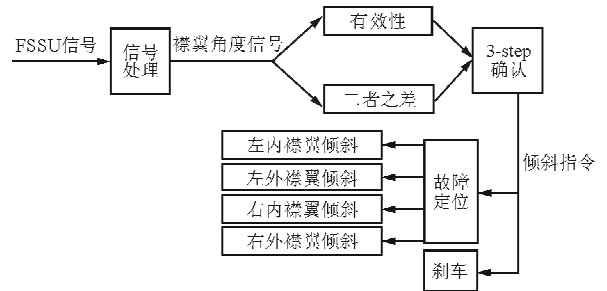 FSSU信号
信号
处理
襟翼角度信号
有效性
二者之差
3-step
确认
倾斜指令
左内襟翼倾斜
左外襟翼倾斜
右内襟翼倾斜
右外襟翼倾斜
故障
定位
刹车